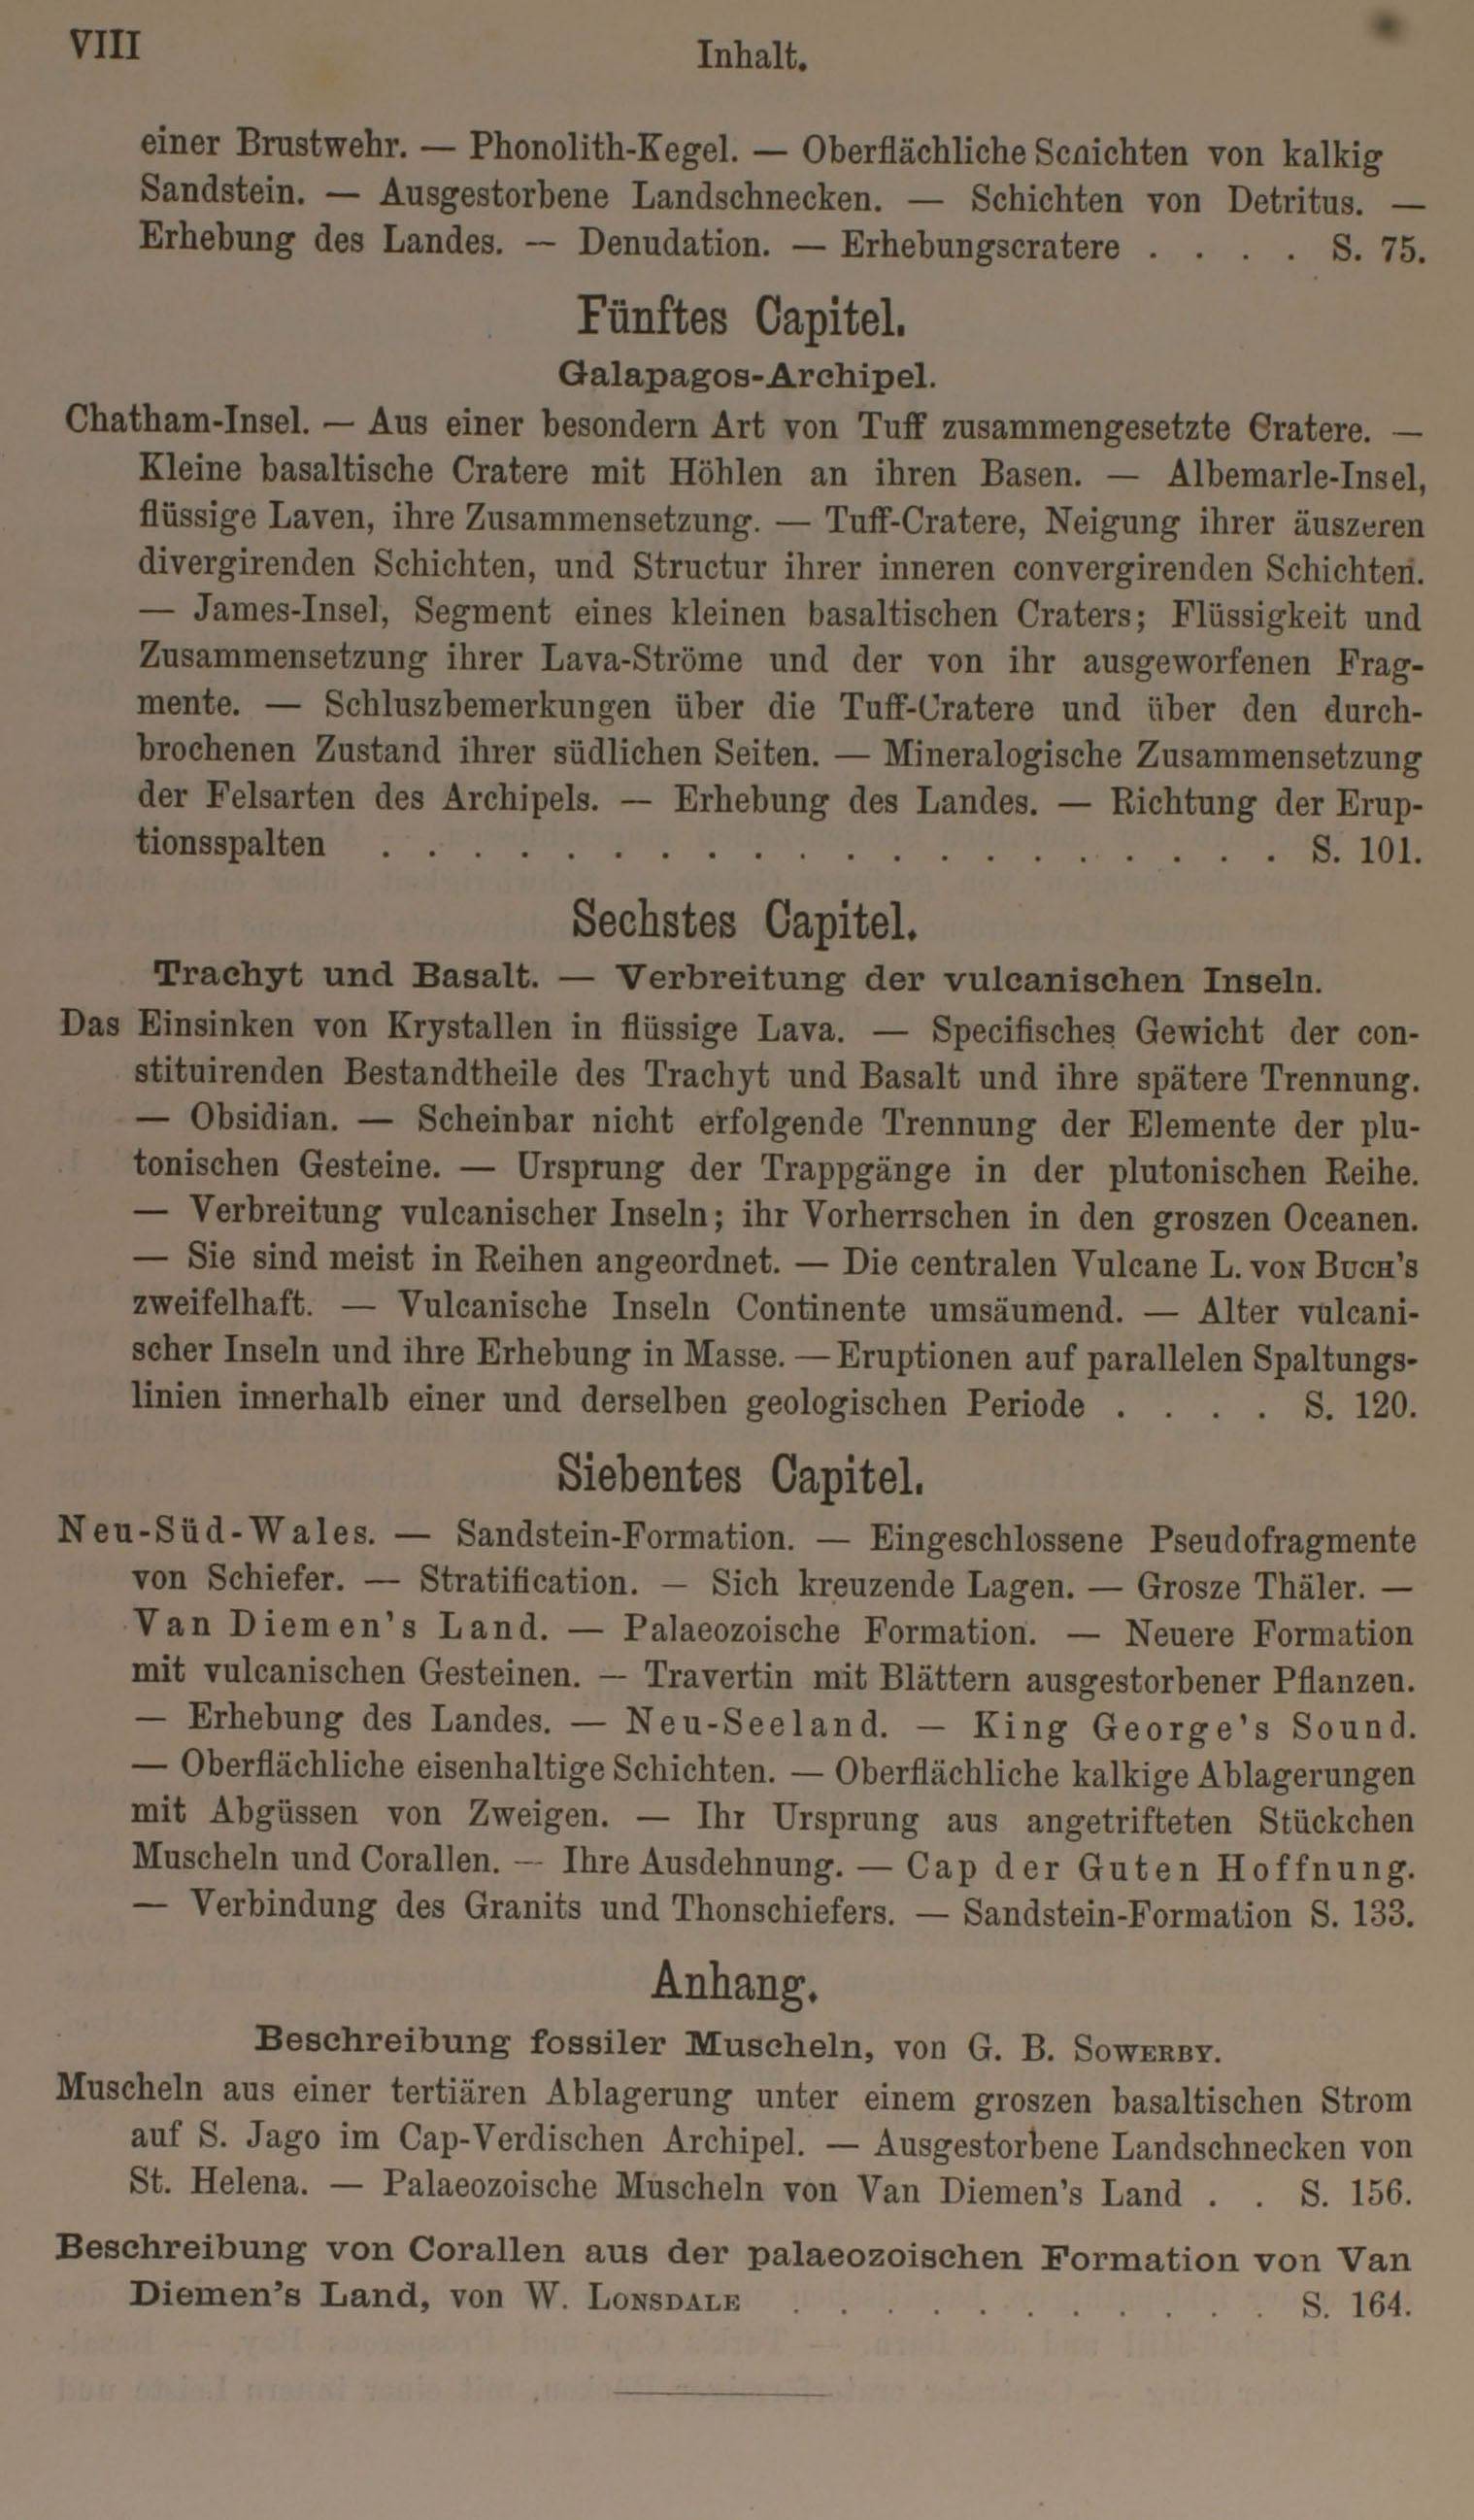 VIII
Inhalt.
einer Brustwehr. — Phonolith-Kegel. — Oberflächliche Schichten von kalkig
Sandstein. — Ausgestorbene Landschnecken. — Schichten von Detritus. —
Erhebung des Landes. — Denudation. — Erhebungscratere . . . . S. 75.
Fünftes Capitel.
Galapagos-Archipel.
Chatham-Insel. — Aus einer besondern Art von Tuff zusammengesetzte Cratere. —
Kleine basaltische Cratere mit Höhlen an ihren Basen. — Albemarle-Insel,
flüssige Laven, ihre Zusammensetzung. — Tuff-Cratere, Neigung ihrer äuszeren
divergirenden Schichten, und Structur ihrer inneren convergirenden Schichten.
— James-Insel, Segment eines kleinen basaltischen Craters; Flüssigkeit und
Zusammensetzung ihrer Lava-Ströme und der von ihr ausgeworfenen Frag-
mente. — Schluszbemerkungen über die Tuff-Cratere und über den durch-
brochenen Zustand ihrer südlichen Seiten. — Mineralogische Zusammensetzung
der Felsarten des Archipels. — Erhebung des Landes. — Richtung der Erup-
tionsspalten . . . . . . . . . . . . . . . . . . . . S. 101.
Sechstes Capitel.
Trachyt und Basalt. — Verbreitung der vulcanischen Inseln.
Das Einsinken von Krystallen in flüssige Lava. — Specifisches Gewicht der con-
stituirenden Bestandtheile des Trachyt und Basalt und ihre spätere Trennung.
— Obsidian. — Scheinbar nicht erfolgende Trennung der Elemente der plu-
tonischen Gesteine. — Ursprung der Trappgänge in der plutonischen Reihe.
— Verbreitung vulcanischer Inseln; ihr Vorherrschen in den groszen Oceanen.
— Sie sind meist in Reihen angeordnet. — Die centralen Vulcane L. von Buch's
zweifelhaft. — Vulcanische Inseln Continente umsäumend. — Alter vulcani-
scher Inseln und ihre Erhebung in Masse. — Eruptionen auf parallelen Spaltungs-
linien innerhalb einer und derselben geologischen Periode . . . . S. 120.
Siebentes Capitel.
Neu-Süd-Wales. — Sandstein-Formation. — Eingeschlossene Pseudofragmente
von Schiefer. — Stratification. — Sich kreuzende Lagen. — Grosze Thäler. —
Van Diemen's Land. — Palaeozoische Formation. — Neuere Formation
mit vulcanischen Gesteinen. — Travertin mit Blättern ausgestorbener Pflanzen.
— Erhebung des Landes. — Neu-Seeland. — King George's Sound.
— Oberflächliche eisenhaltige Schichten. — Oberflächliche kalkige Ablagerungen
mit Abgüssen von Zweigen. — Ihr Ursprung aus angetrifteten Stückchen
Muscheln und Corallen. — Ihre Ausdehnung. — Cap der Guten Hoffnung.
— Verbindung des Granits und Thonschiefers. — Sandstein-Formation S. 133.
Anhang.
Beschreibung fossiler Muscheln, von G. B. Sowerby.
Muscheln aus einer tertiären Ablagerung unter einem groszen basaltischen Strom
auf S. Jago im Cap-Verdischen Archipel. — Ausgestorbene Landschnecken von
St. Helena. — Palaeozoische Muscheln von Van Diemen's Land . . S. 156.
Beschreibung von Corallen aus der palaeozoischen Formation von Van
Diemen's Land, von W. Lonsdale . . . . . . . . . . . S. 164.